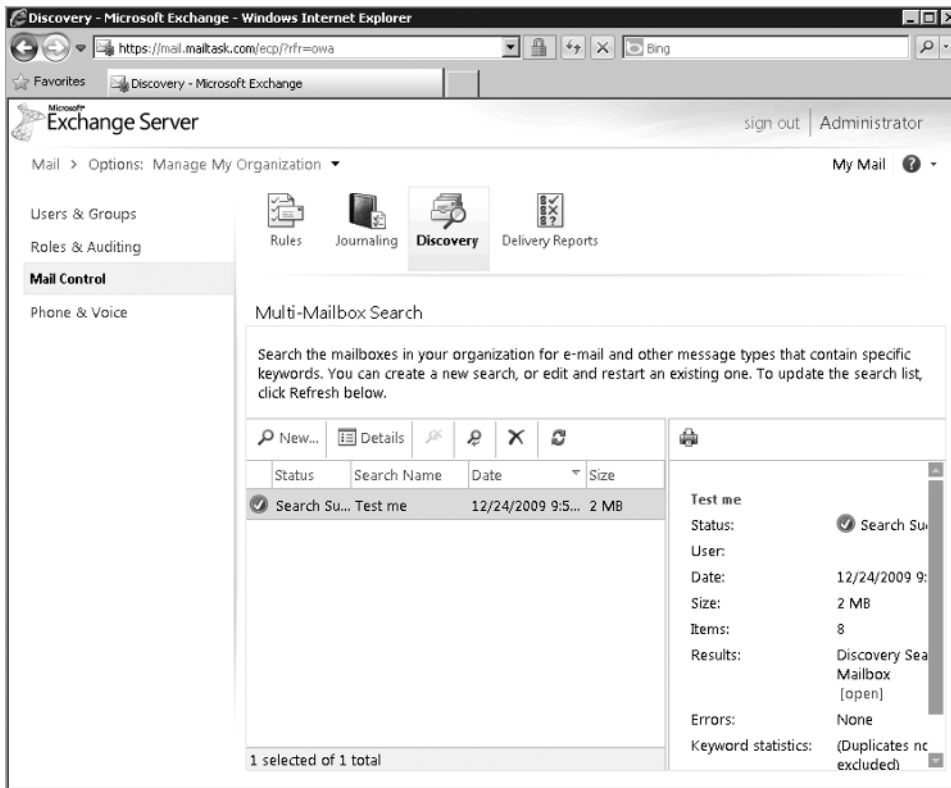 Discovery - Microsoft Exchange - Windows Internet Explorer
https://mail.mailtask.com/ecp/?rfr=owa
Bing
Favorites
Discovery - Microsoft Exchange
Microsoft
Exchange Server
sign out
Administrator
Mail > Options: Manage My Organization
My Mail
Users & Groups
Roles & Auditing
Mail Control
Phone & Voice
Rules
Journaling
Discovery
Delivery Reports
Multi-Mailbox Search
Search the mailboxes in your organization for e-mail and other message types that contain specific
keywords. You can create a new search, or edit and restart an existing one. To update the search list,
click Refresh below.
New...
Details
Status
Search Name
Date
Size
Search Su... Test me 12/24/2009 9:5... 2 MB
1 selected of 1 total
Test me
Status: Search Su
User:
Date: 12/24/2009 9:
Size: 2 MB
Items: 8
Results: Discovery Sea
Mailbox
[open]
Errors: None
Keyword statistics: (Duplicates no
excluded)